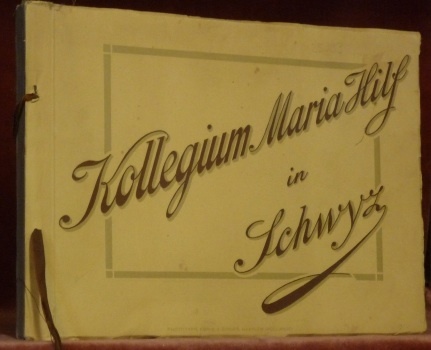 Kollegium Maria Hilf
in
Schwyz